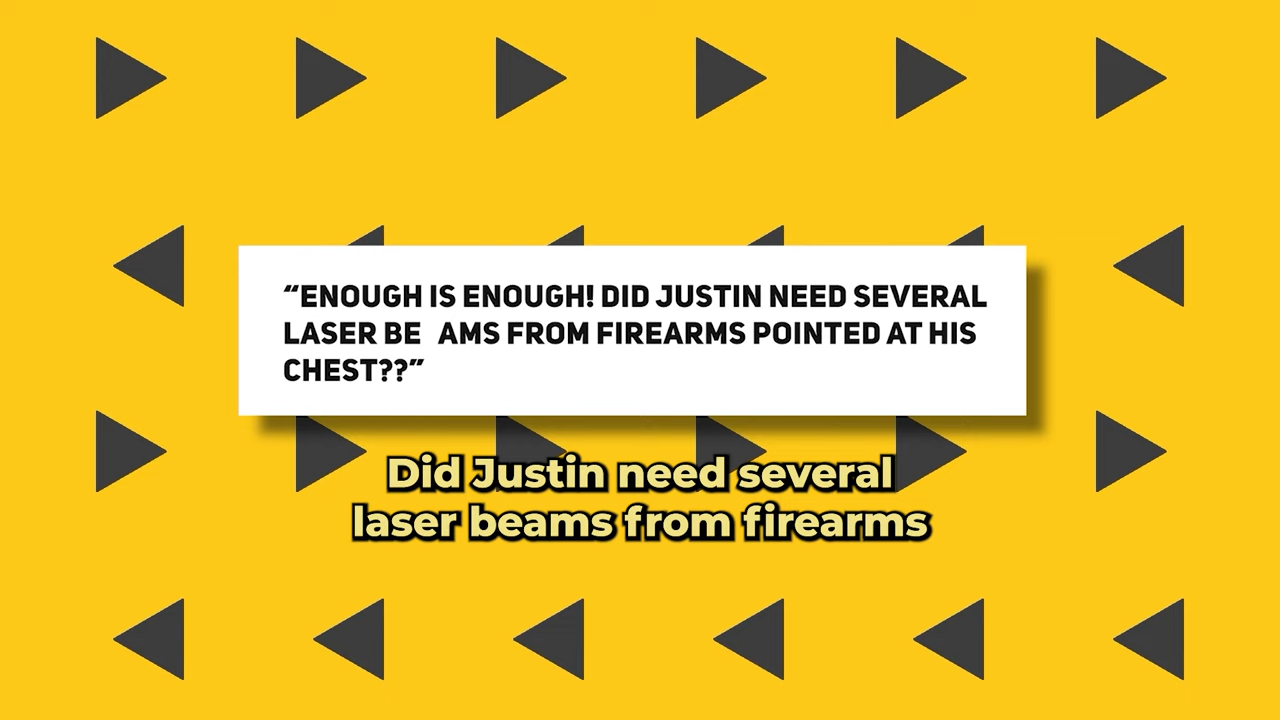 “ENOUGH IS ENOUGH! DID JUSTIN NEED SEVERAL
LASER BE AMS FROM FIREARMS POINTED AT HIS
CHEST??”
Did Justin need several
laser beams from firearms